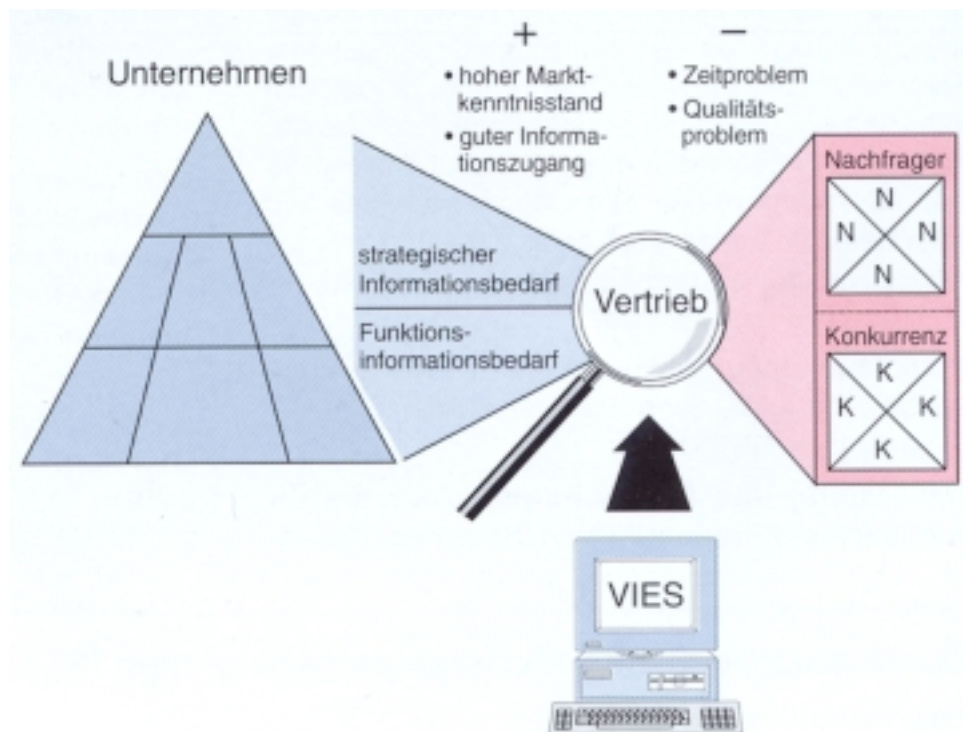 Unternehmen
+
• hoher Markt-
kenntnisstand
• guter Informa-
tionszugang
–
• Zeitproblem
• Qualitäts-
problem
strategischer
Informationsbedarf
Funktions-
informationsbedarf
Vertrieb
Nachfrager
N
N N
N
Konkurrenz
K
K K
K
VIES